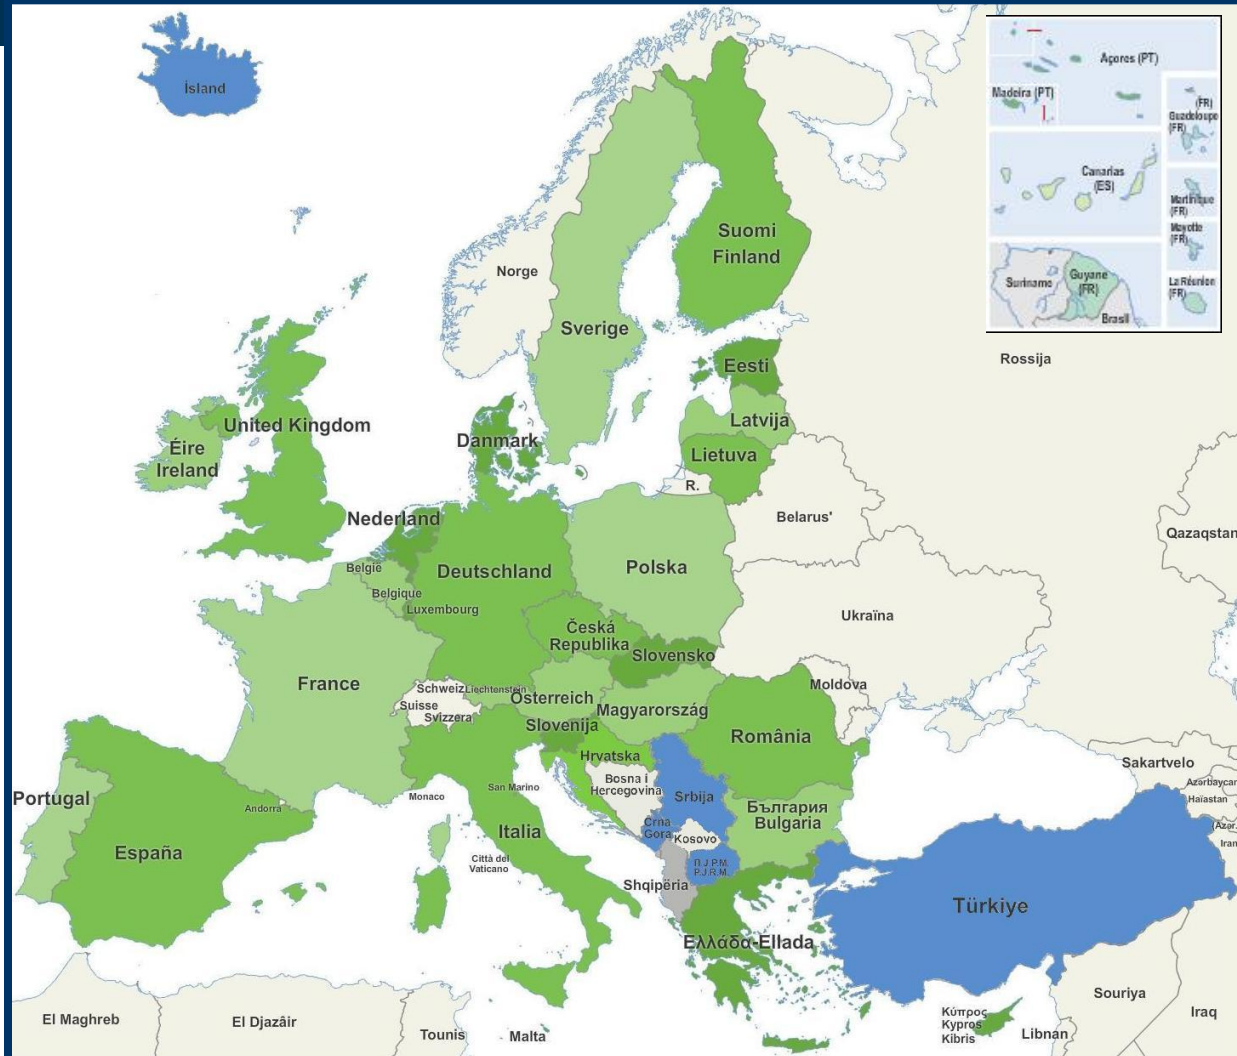 Ísland
Açores (PT)
Madeira (PT)
(FR)
Guadeloupe
(FR)
Canarias
(ES)
Martinique
(FR)
Mayotte
(FR)
Suriname
Guyane
(FR)
La Réunion
(FR)
Brasil
Suomi
Finland
Norge
Sverige
Rossija
Eesti
Latvija
United Kingdom
Danmark
Éire
Ireland
Lietuva
R.
Nederland
Belarus'
Qazaqstan
België
Deutschland
Polska
Belgique
Luxembourg
Ukraïna
Česká
Republika
Slovensko
France
Schweiz
Liechtenstein
Suisse
Svizzera
Österreich
Magyarország
Moldova
Slovenija
România
Hrvatska
Sakartvelo
Bosna i
Hercegovina
Azərbaycan
San Marino
Monaco
Srbija
Haïastan
Portugal
Andorra
България
Bulgaria
Crna
Gora
Kosovo
(Azer.
Iran
España
Italia
Città del
Vaticano
P.J.R.M.
Shqipëria
Türkiye
Ελλάδα-Ellada
Souriya
Iraq
El Maghreb
El Djazâir
Tounis
Malta
Κύπρος
Kypros
Kibris
Libnan